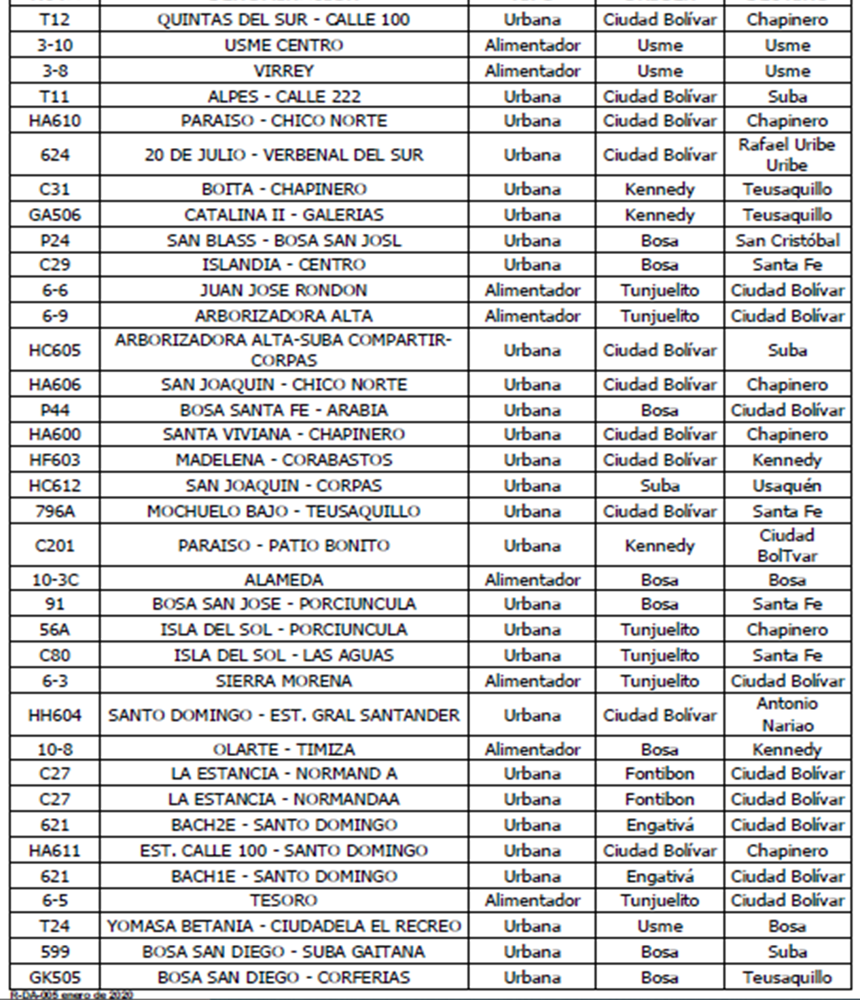 T12 QUINTAS DEL SUR - CALLE 100 Urbana Ciudad Bolívar Chapinero
3-10 USME CENTRO Alimentador Usme Usme
3-8 VIRREY Alimentador Usme Usme
T11 ALPES - CALLE 222 Urbana Ciudad Bolívar Suba
HA610 PARAISO - CHICO NORTE Urbana Ciudad Bolívar Chapinero
624 20 DE JULIO - VERBENAL DEL SUR Urbana Ciudad Bolívar Rafael Uribe
Uribe
C31 BOITA - CHAPINERO Urbana Kennedy Teusaquillo
GA506 CATALINA II - GALERIAS Urbana Kennedy Teusaquillo
P24 SAN BLASS - BOSA SAN JOSL Urbana Bosa San Cristóbal
C29 ISLANDIA - CENTRO Urbana Bosa Santa Fe
6-6 JUAN JOSE RONDON Alimentador Tunjuelito Ciudad Bolívar
6-9 ARBORIZADORA ALTA Alimentador Tunjuelito Ciudad Bolívar
HC605 ARBORIZADORA ALTA-SUBA COMPARTIR-
CORPAS Urbana Ciudad Bolívar Suba
HA606 SAN JOAQUIN - CHICO NORTE Urbana Ciudad Bolívar Chapinero
P44 BOSA SANTA FE - ARABIA Urbana Bosa Ciudad Bolívar
HA600 SANTA VIVIANA - CHAPINERO Urbana Ciudad Bolívar Chapinero
HF603 MADELENA - CORABASTOS Urbana Ciudad Bolívar Kennedy
HC612 SAN JOAQUIN - CORPAS Urbana Suba Usaquén
796A MOCHUELO BAJO - TEUSAQUILLO Urbana Ciudad Bolívar Santa Fe
C201 PARAISO - PATIO BONITO Urbana Kennedy Ciudad
BolTvar
10-3C ALAMEDA Alimentador Bosa Bosa
91 BOSA SAN JOSE - PORCIUNCULA Urbana Bosa Santa Fe
56A ISLA DEL SOL - PORCIUNCULA Urbana Tunjuelito Chapinero
C80 ISLA DEL SOL - LAS AGUAS Urbana Tunjuelito Santa Fe
6-3 SIERRA MORENA Alimentador Tunjuelito Ciudad Bolívar
HH604 SANTO DOMINGO - EST. GRAL SANTANDER Urbana Ciudad Bolívar Antonio
Nariao
10-8 OLARTE - TIMIZA Alimentador Bosa Kennedy
C27 LA ESTANCIA - NORMAND A Urbana Fontibon Ciudad Bolívar
C27 LA ESTANCIA - NORMANDAA Urbana Fontibon Ciudad Bolívar
621 BACH2E - SANTO DOMINGO Urbana Engativá Ciudad Bolívar
HA611 EST. CALLE 100 - SANTO DOMINGO Urbana Ciudad Bolívar Chapinero
621 BACH1E - SANTO DOMINGO Urbana Engativá Ciudad Bolívar
6-5 TESORO Alimentador Tunjuelito Ciudad Bolívar
T24 YOMASA BETANIA - CIUDADELA EL RECREO Urbana Usme Bosa
599 BOSA SAN DIEGO - SUBA GAITANA Urbana Bosa Suba
GK505 BOSA SAN DIEGO - CORFERIAS Urbana Bosa Teusaquillo
R-DA-005 enero de 2020